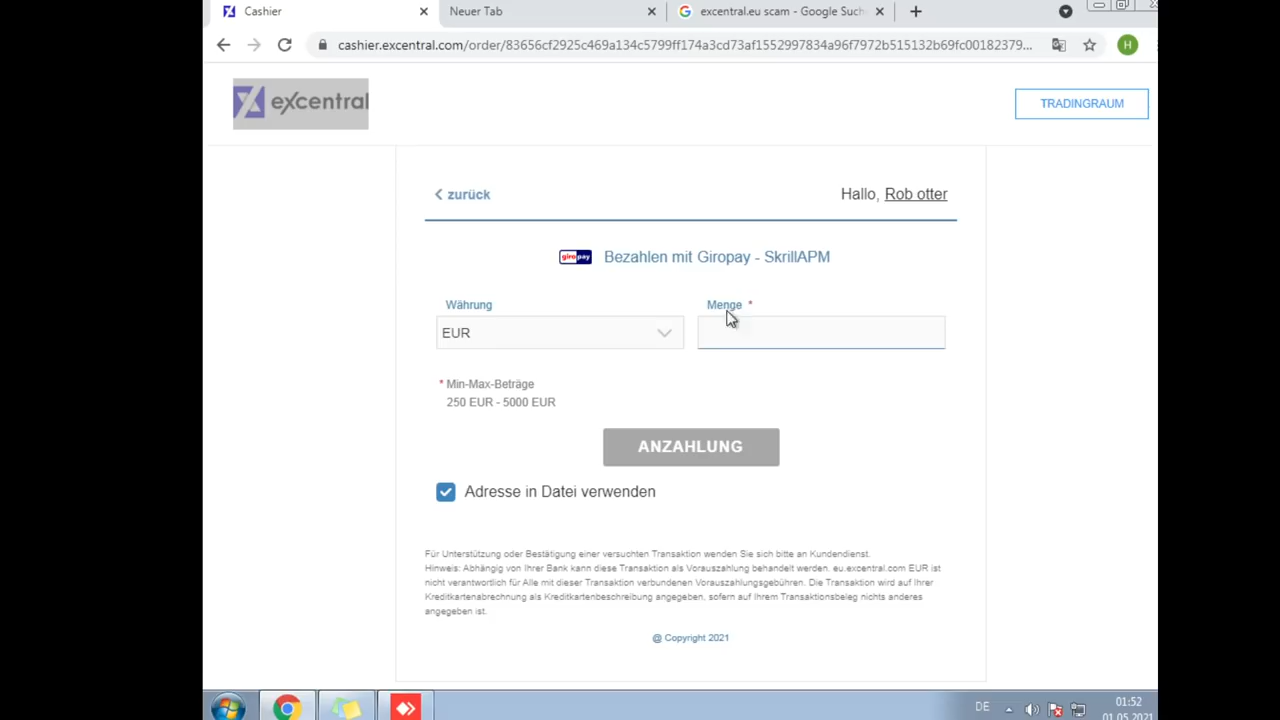 Cashier
Neuer Tab
excentral.eu scam - Google Such
cashier.excentral.com/order/83656cf2925c469a134c5799ff174a3cd73af1552997834a96f7972b515132b69fc00182379...
H
excentral
TRADINGRAUM
zurück
Hallo, Rob otter
giropay
Bezahlen mit Giropay - SkrillAPM
Währung
Menge *
EUR
* Min-Max-Beträge
250 EUR - 5000 EUR
ANZAHLUNG
Adresse in Datei verwenden
Für Unterstützung oder Bestätigung einer versuchten Transaktion wenden Sie sich bitte an Kundendienst.
Hinweis: Abhängig von Ihrer Bank kann diese Transaktion als Vorauszahlung behandelt werden. eu.excentral.com EUR ist
nicht verantwortlich für Alle mit dieser Transaktion verbundenen Vorauszahlungsgebühren. Die Transaktion wird auf Ihrer
Kreditkartenabrechnung als Kreditkartenbeschreibung angegeben, sofern auf Ihrem Transaktionsbeleg nichts anderes
angegeben ist.
@ Copyright 2021
DE
01:52
01.05.2021